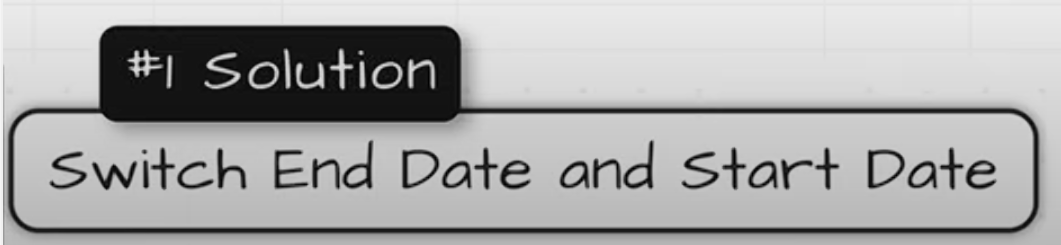 #1 Solution
Switch End Date and Start Date